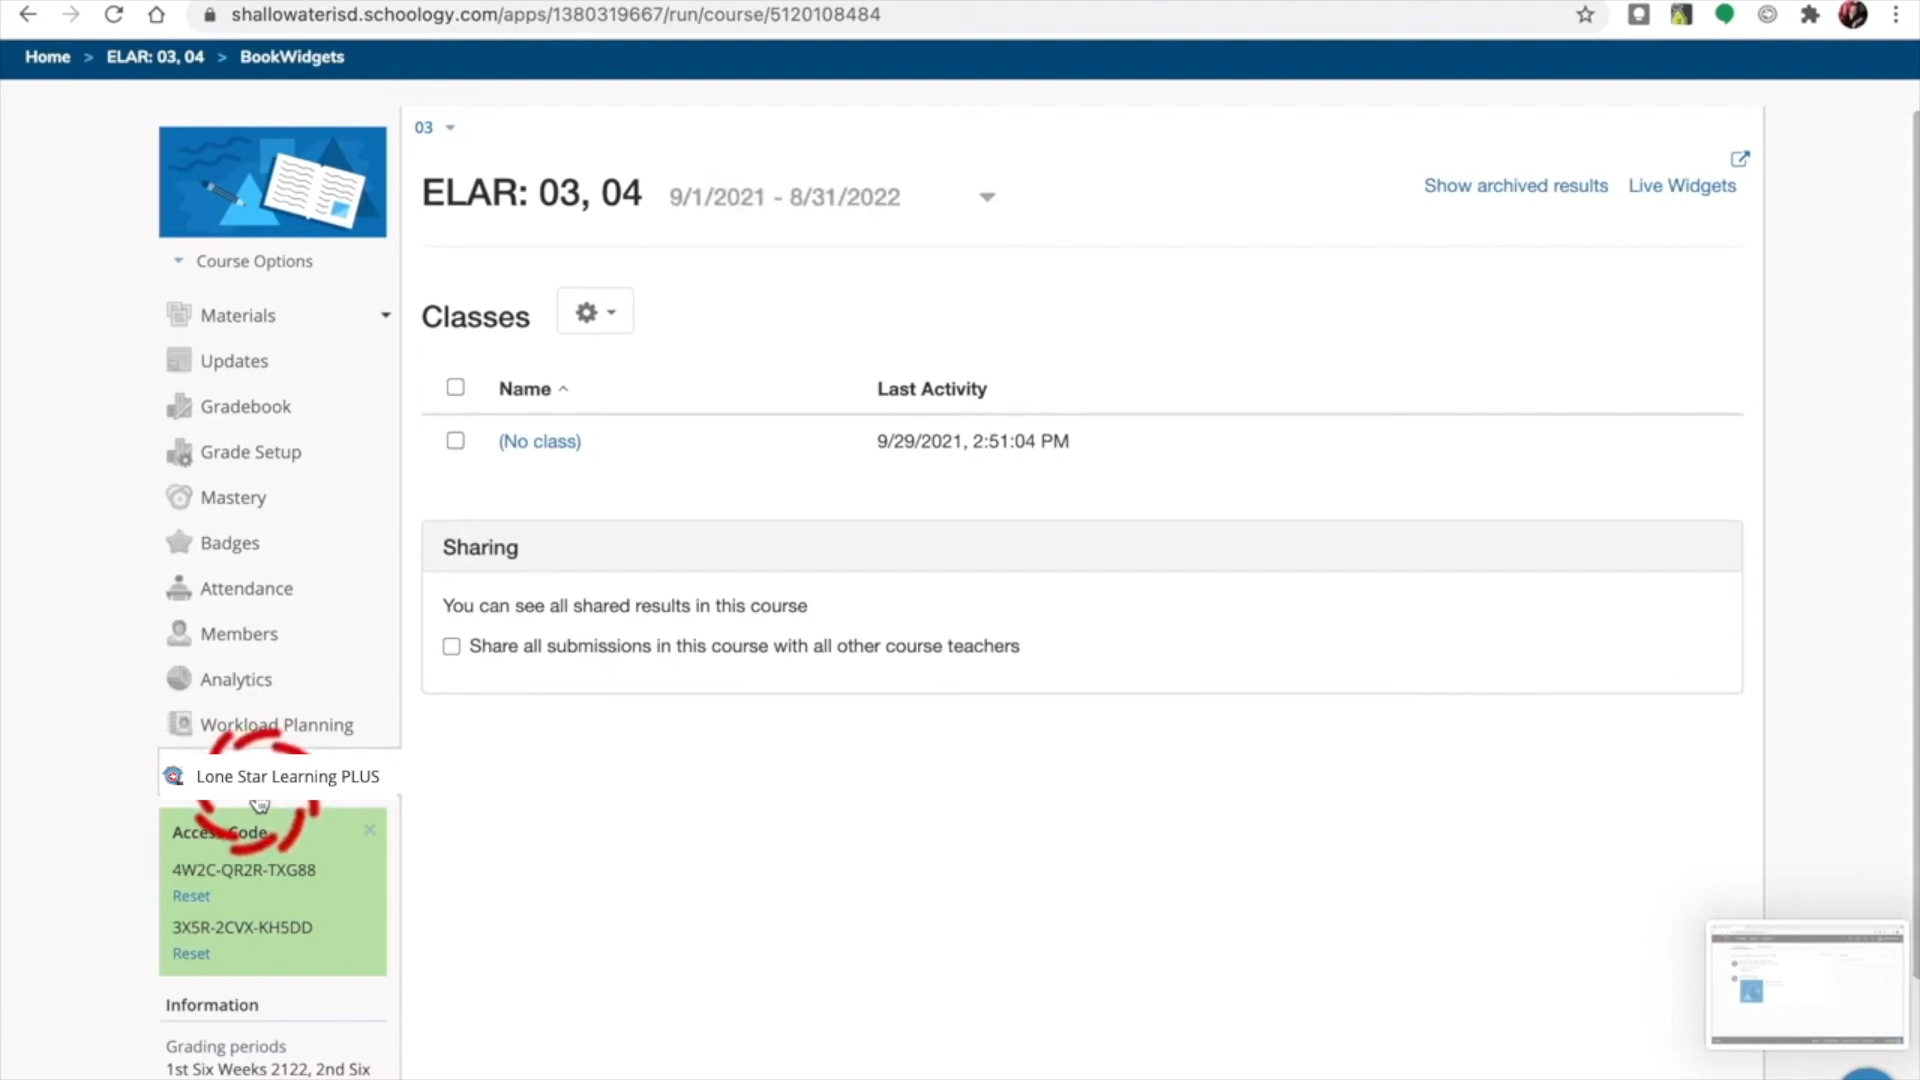 shallowaterisd.schoology.com/apps/1380319667/run/course/5120108484
Home > ELAR: 03, 04 > BookWidgets
03
ELAR: 03, 04 9/1/2021 - 8/31/2022
Show archived results Live Widgets
Course Options
Materials
Updates
Gradebook
Grade Setup
Mastery
Badges
Attendance
Members
Analytics
Workload Planning
Lone Star Learning PLUS
Access Code
4W2C-QR2R-TXG88
Reset
3X5R-2CVX-KH5DD
Reset
Information
Grading periods
1st Six Weeks 2122, 2nd Six
Classes
Name Last Activity
(No class) 9/29/2021, 2:51:04 PM
Sharing
You can see all shared results in this course
Share all submissions in this course with all other course teachers